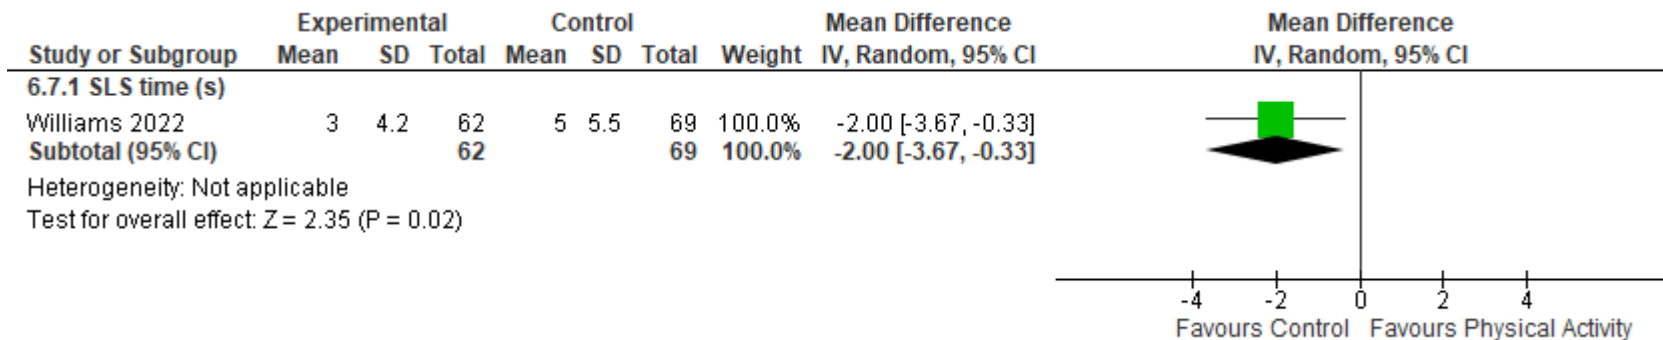 Experimental Control Mean Difference Mean Difference
Study or Subgroup Mean SD Total Mean SD Total Weight IV, Random, 95% CI IV, Random, 95% CI
6.7.1 SLS time (s)
Williams 2022 3 4.2 62 5 5.5 69 100.0% -2.00 [-3.67, -0.33]
Subtotal (95% CI) 62 69 100.0% -2.00 [-3.67, -0.33]
Heterogeneity: Not applicable
Test for overall effect: Z = 2.35 (P = 0.02)
-4 -2 0 2 4
Favours Control Favours Physical Activity